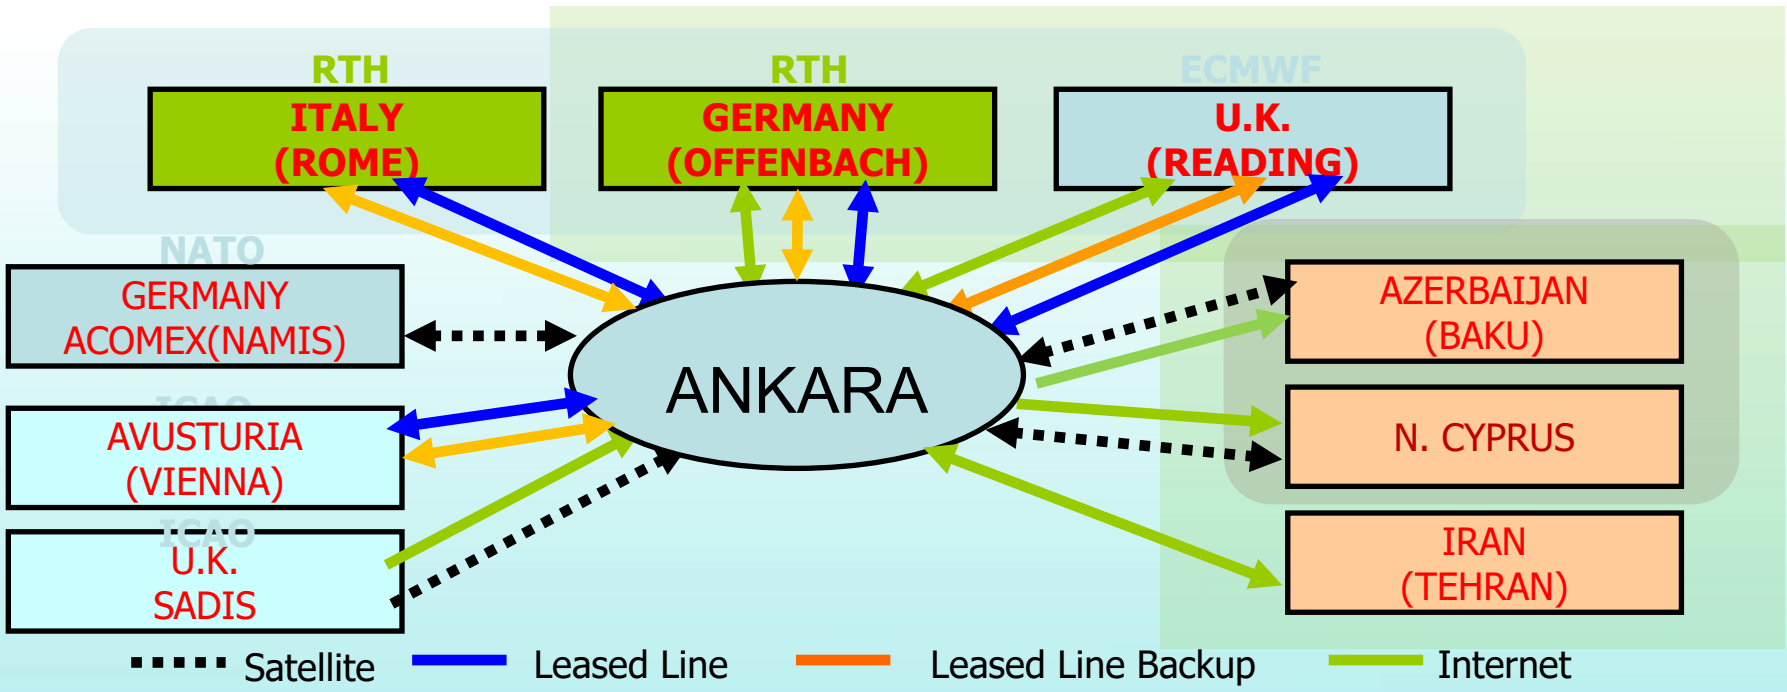 RTH
ITALY
(ROME)
RTH
GERMANY
(OFFENBACH)
ECMWF
U.K.
(READING)
NATO
GERMANY
ACOMEX(NAMIS)
ICAO
AVUSTURIA
(VIENNA)
ICAO
U.K.
SADIS
ANKARA
AZERBAIJAN
(BAKU)
N. CYPRUS
IRAN
(TEHRAN)
Satellite
Leased Line
Leased Line Backup
Internet